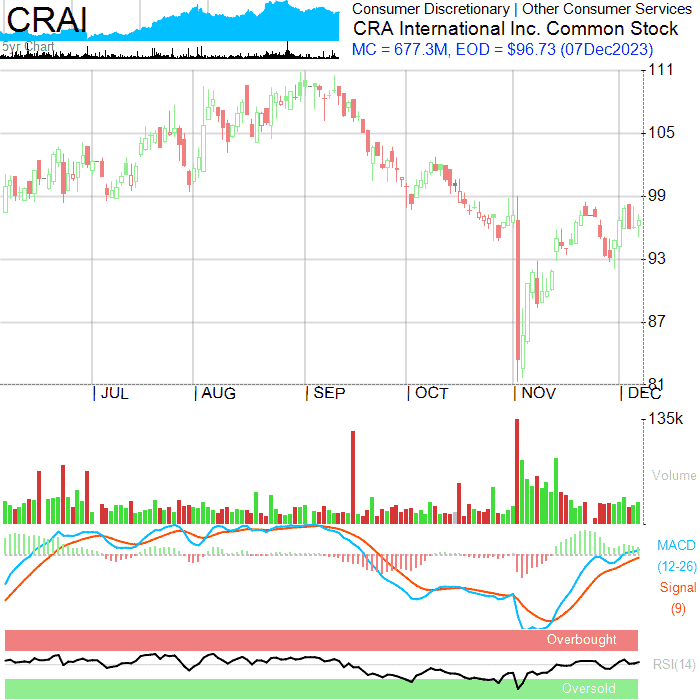 CRAI
5yr Chart
Consumer Discretionary | Other Consumer Services
CRA International Inc. Common Stock
MC = 677.3M, EOD = $96.73 (07Dec2023)
111
105
99
93
87
81
| JUL | AUG | SEP | OCT | NOV | DEC
135k
Volume
MACD
(12-26)
Signal
(9)
Overbought
RSI(14)
Oversold